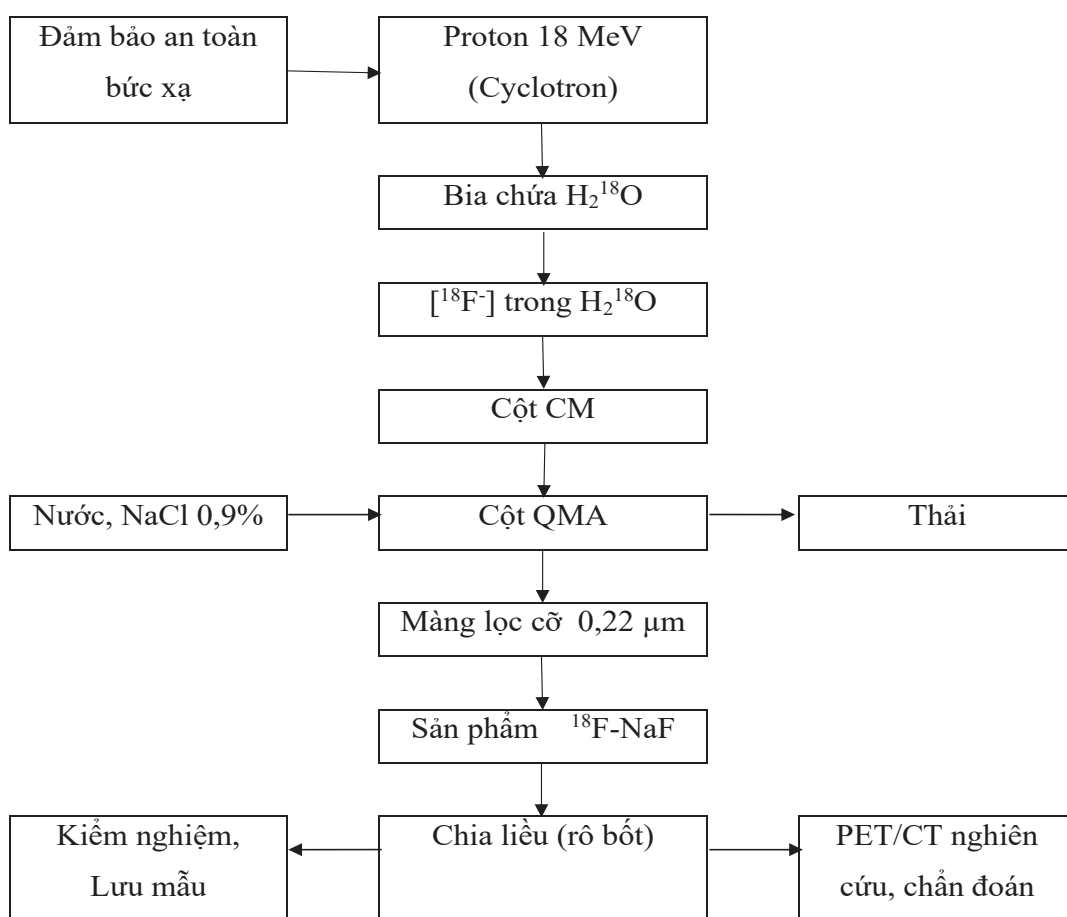 Đảm bảo an toàn
bức xạ
Proton 18 MeV
(Cyclotron)
Bia chứa H₂¹⁸O
[¹⁸F⁻] trong H₂¹⁸O
Cột CM
Nước, NaCl 0,9%
Cột QMA
Thải
Màng lọc cỡ 0,22 µm
Sản phẩm ¹⁸F-NaF
Kiểm nghiệm,
Lưu mẫu
Chia liều (rô bốt)
PET/CT nghiên
cứu, chẩn đoán